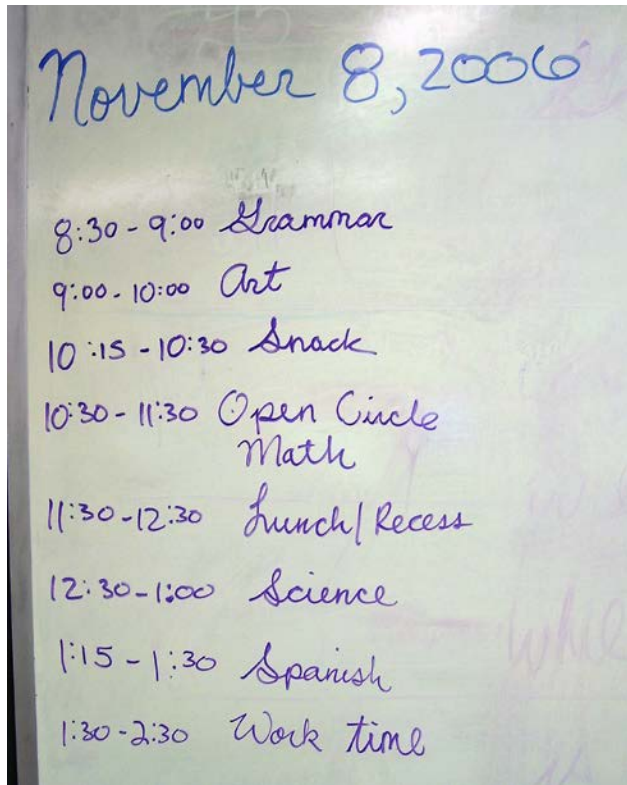 November 8, 2006
8:30 - 9:00 Grammar
9:00 - 10:00 Art
10:15 - 10:30 Snack
10:30 - 11:30 Open Circle
Math
11:30 - 12:30 Lunch/Recess
12:30 - 1:00 Science
1:15 - 1:30 Spanish
1:30 - 2:30 Work time